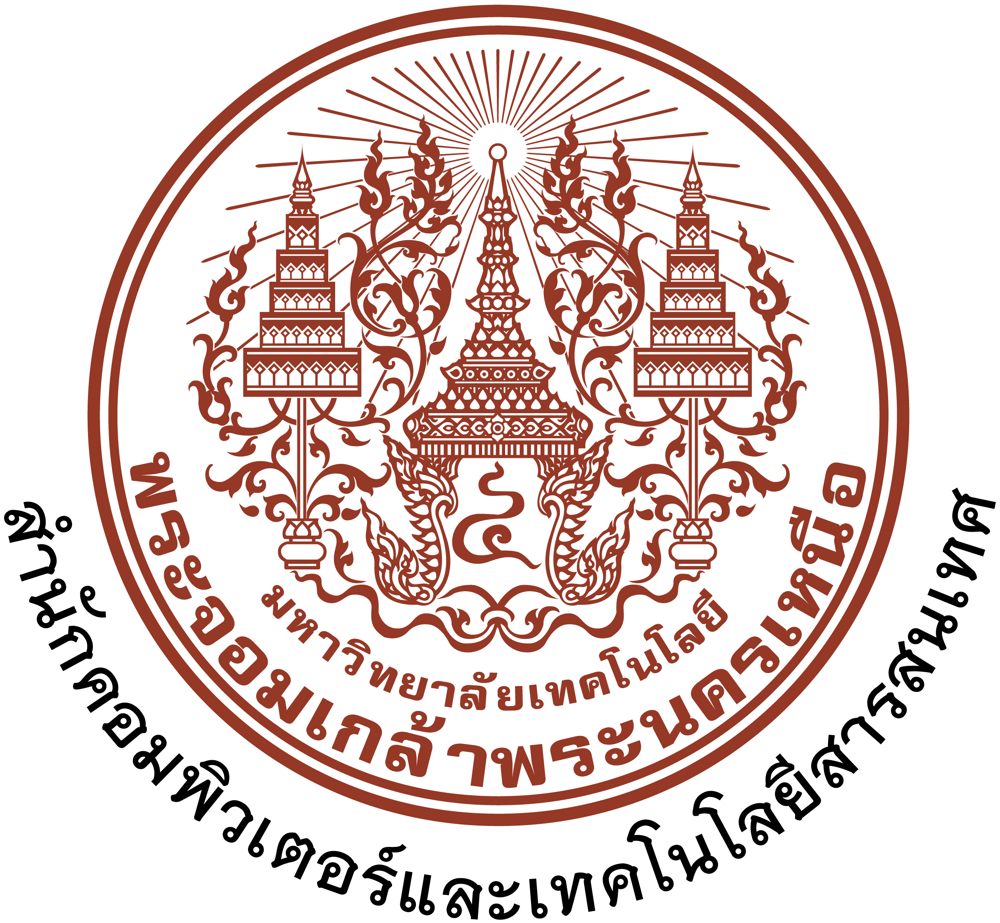 ๔
มหาวิทยาลัยเทคโนโลยี
พระจอมเกล้าพระนครเหนือ
สำนักคอมพิวเตอร์และเทคโนโลยีสารสนเทศ